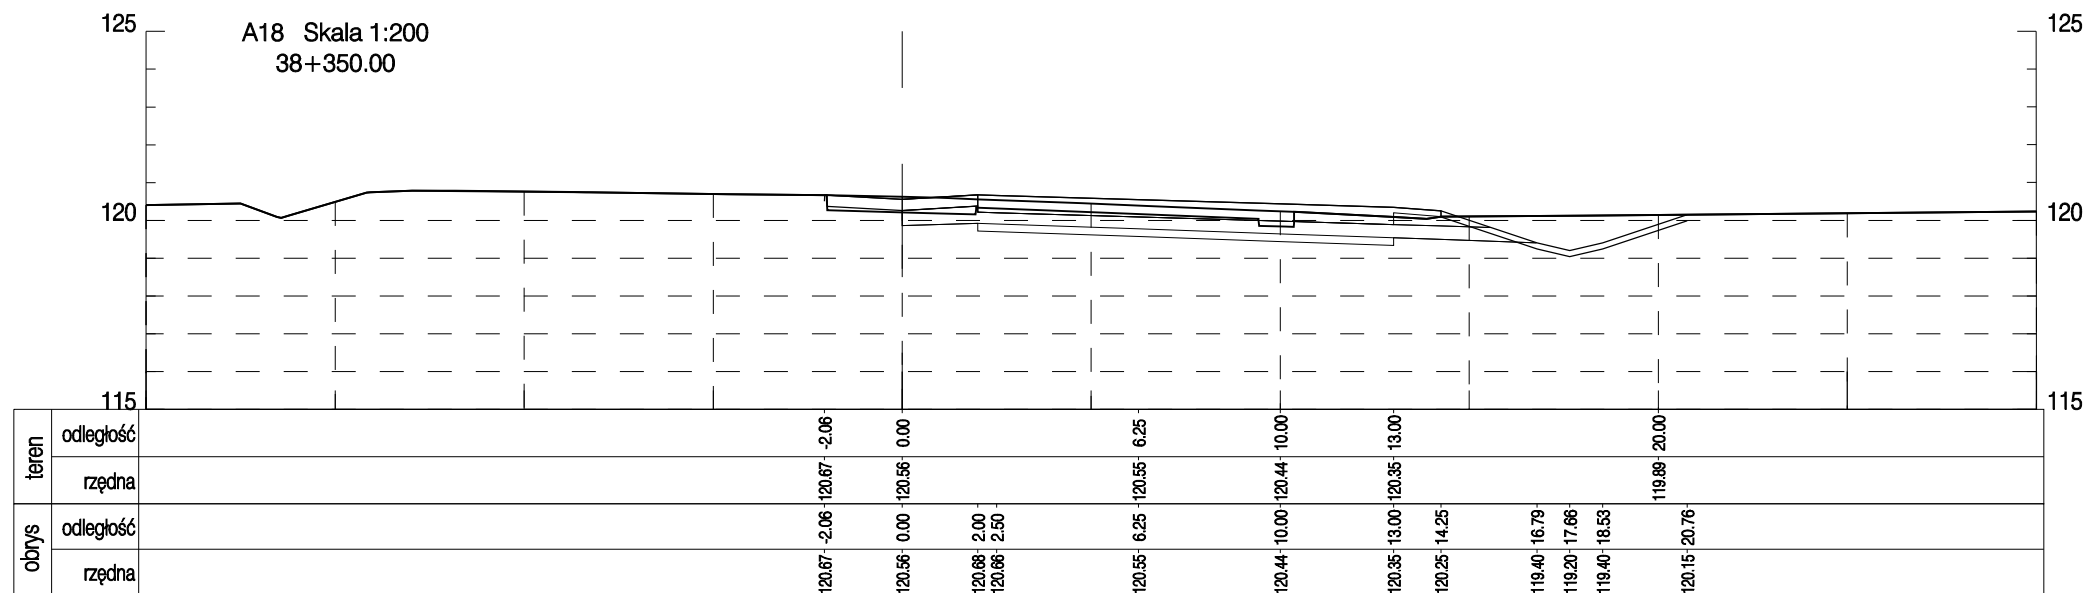 125
A18 Skala 1:200
38+350.00
125
120
120
115
115
teren
odległość
-2.06 0.00 6.25 10.00 13.00 20.00
rzędna
120.67 120.56 120.55 120.44 120.35 119.89
obrys
odległość
-2.06 0.00 2.00 2.50 6.25 10.00 13.00 14.25 16.79 17.66 18.53 20.76
rzędna
120.67 120.56 120.68 120.66 120.55 120.44 120.35 120.25 119.40 119.20 119.40 120.15